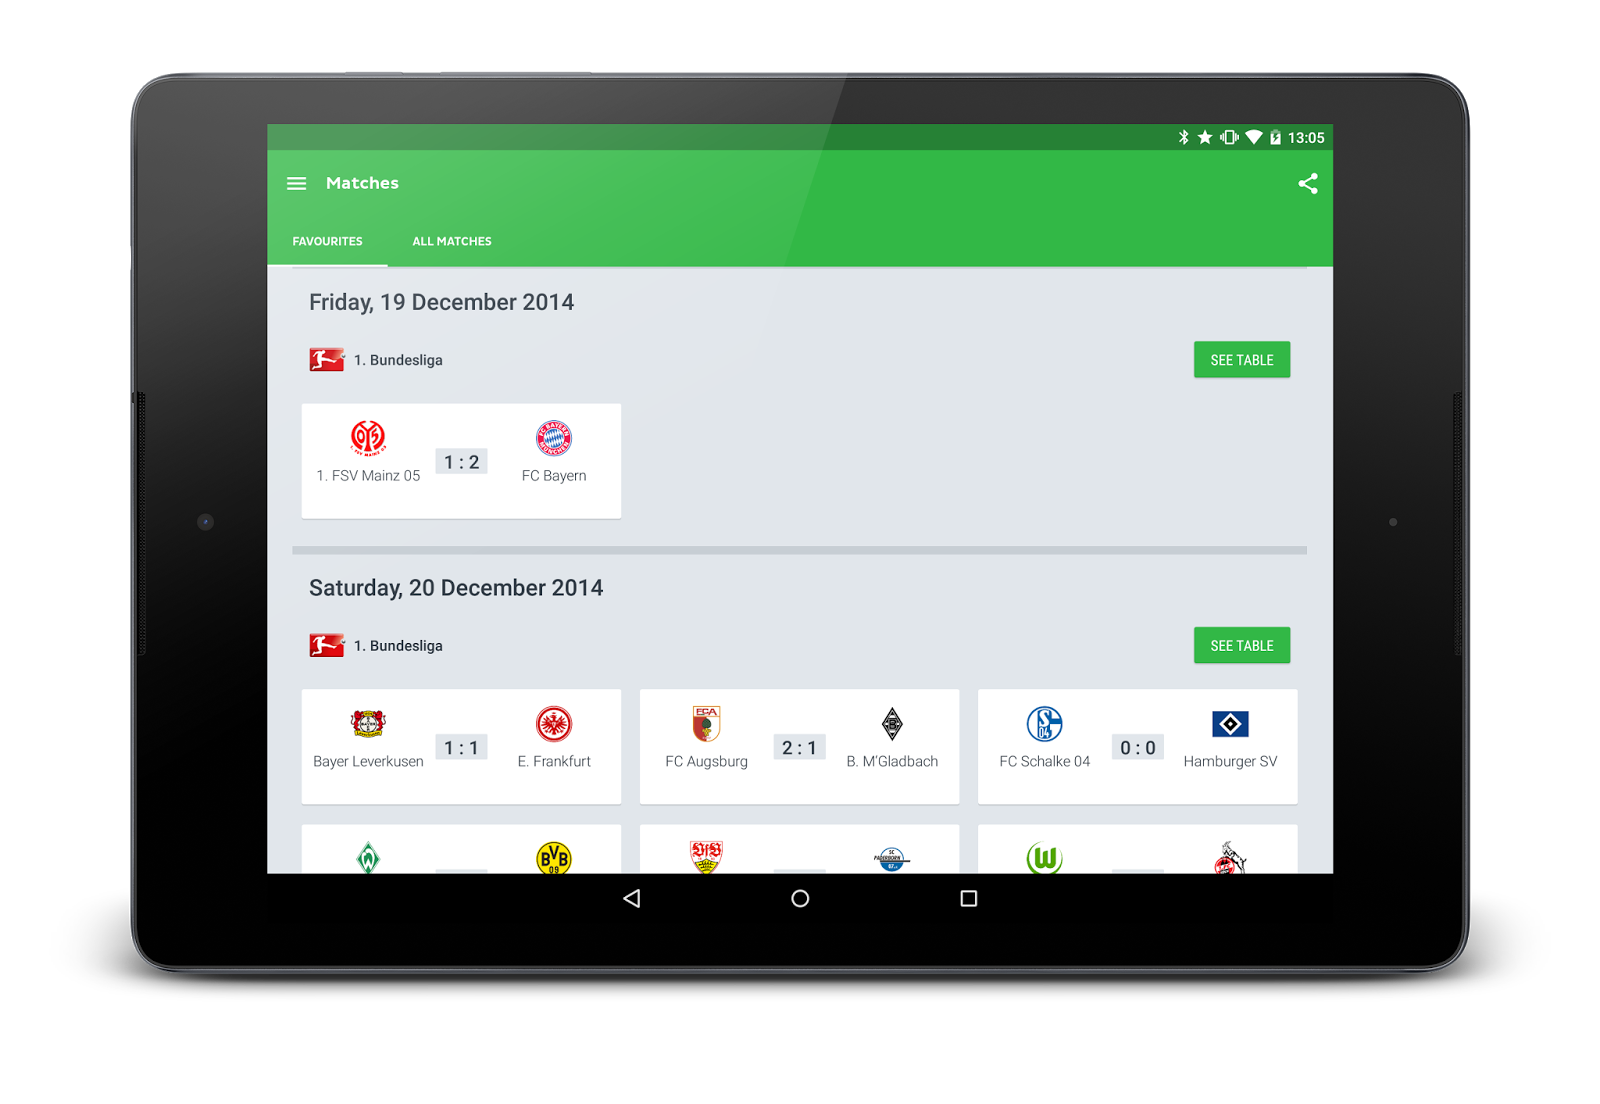 13:05
Matches
FAVOURITES ALL MATCHES
Friday, 19 December 2014
1. Bundesliga SEE TABLE
1 : 2
1. FSV Mainz 05 FC Bayern
Saturday, 20 December 2014
1. Bundesliga SEE TABLE
1 : 1 2 : 1 0 : 0
Bayer Leverkusen E. Frankfurt FC Augsburg B. M'Gladbach FC Schalke 04 Hamburger SV
BVB
09